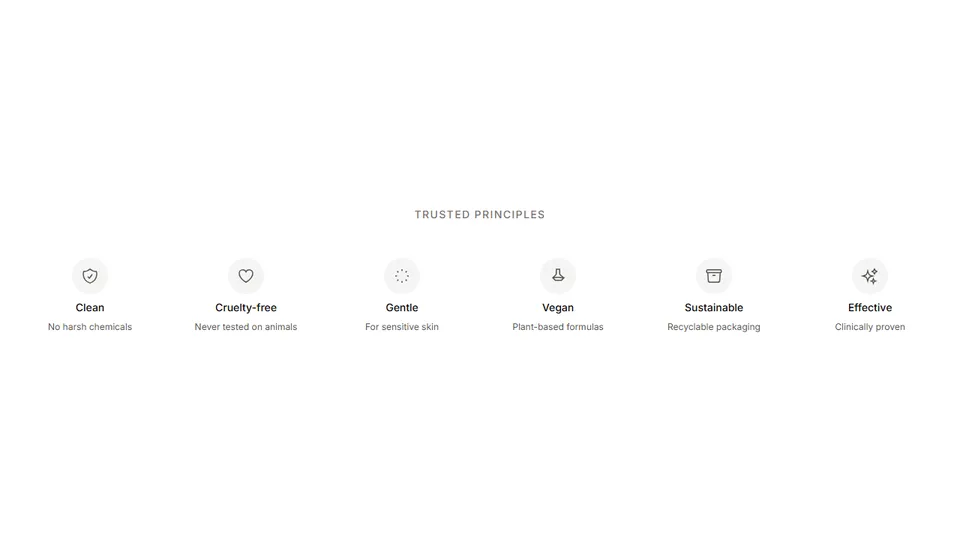 TRUSTED PRINCIPLES
Clean
No harsh chemicals
Cruelty-free
Never tested on animals
Gentle
For sensitive skin
Vegan
Plant-based formulas
Sustainable
Recyclable packaging
Effective
Clinically proven